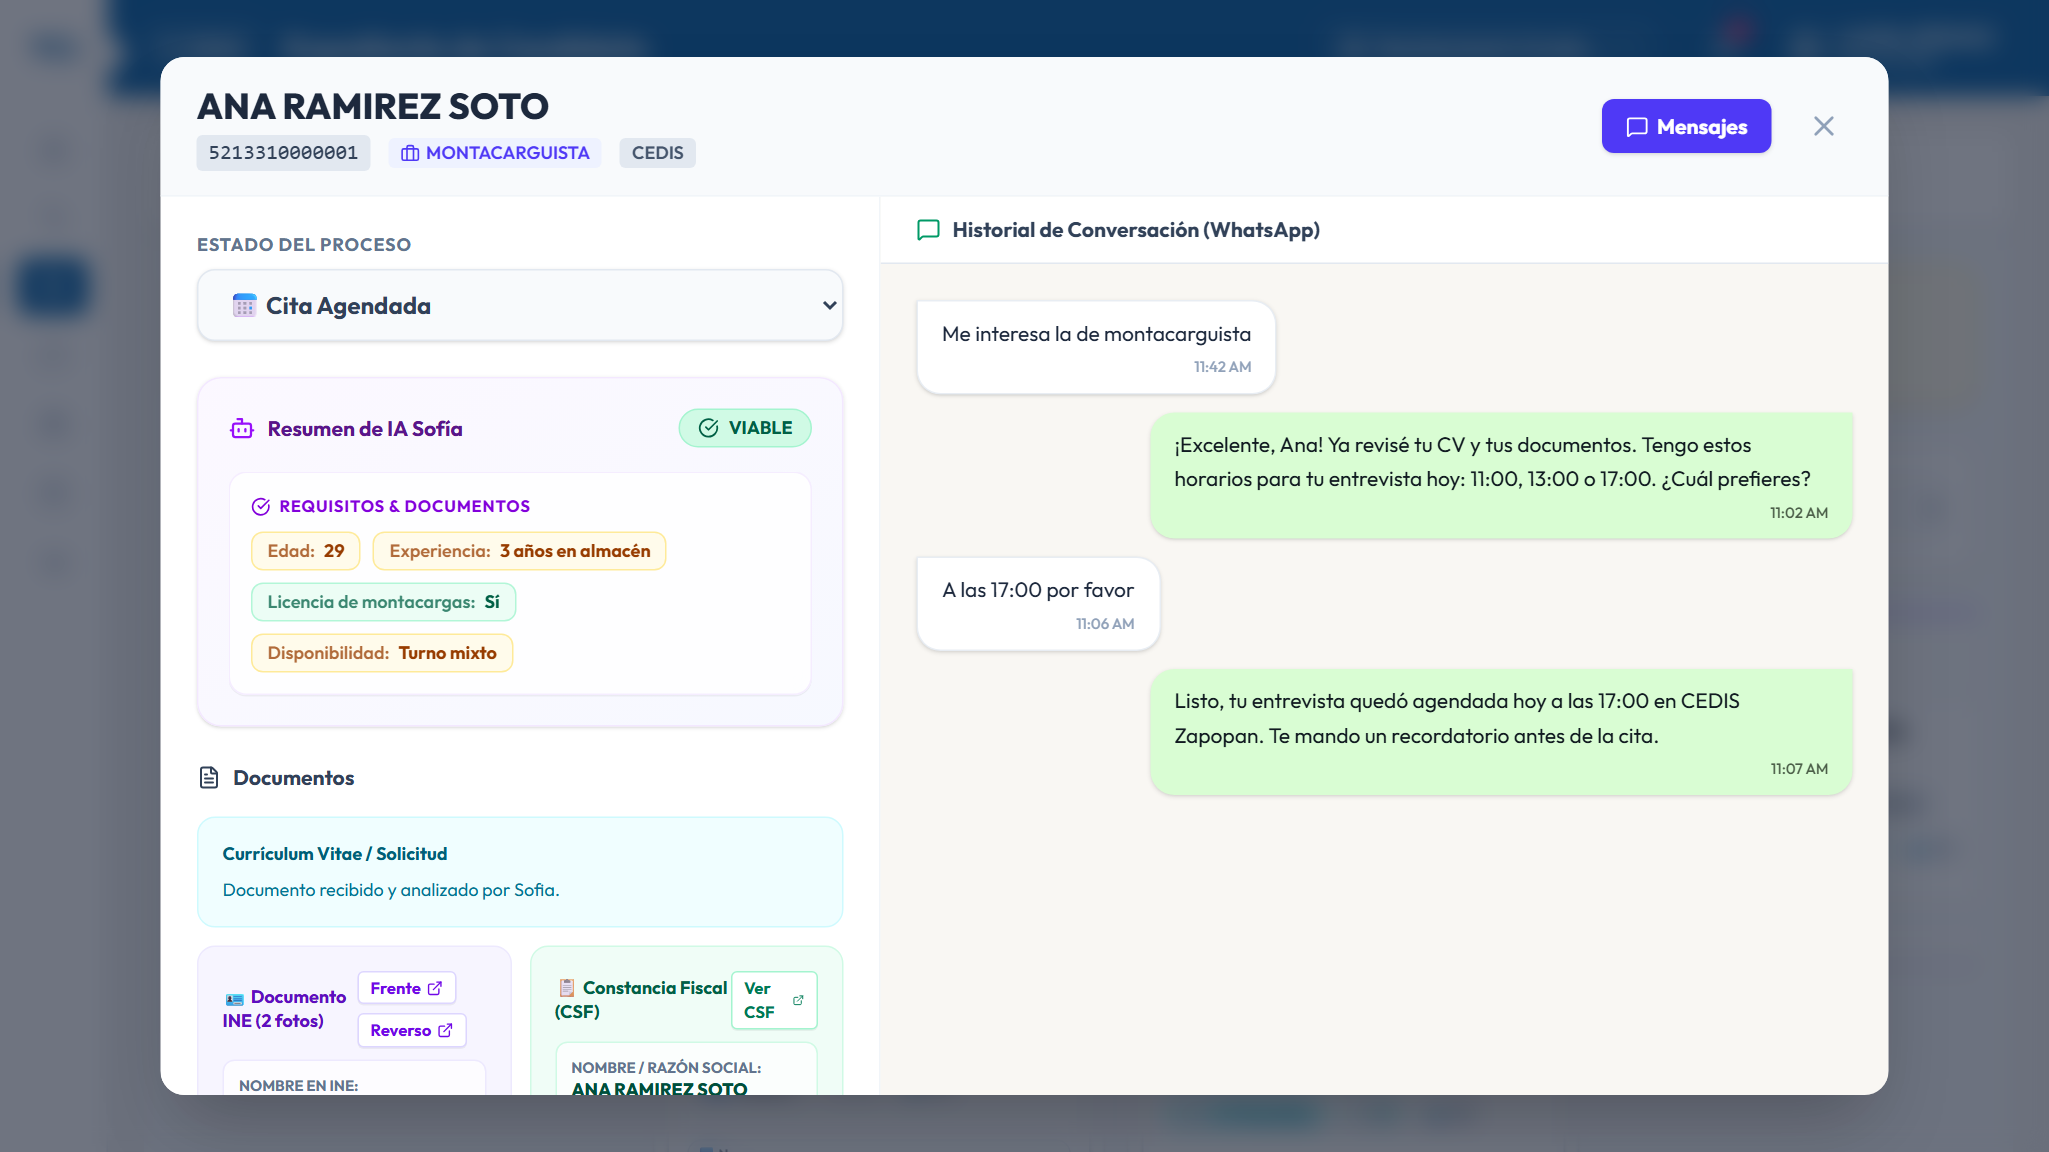 ANA RAMIREZ SOTO
5213310000001
MONTACARGUISTA
CEDIS
Mensajes
ESTADO DEL PROCESO
Cita Agendada
Resumen de IA Sofía
VIABLE
REQUISITOS & DOCUMENTOS
Edad: 29
Experiencia: 3 años en almacén
Licencia de montacargas: Sí
Disponibilidad: Turno mixto
Documentos
Currículum Vitae / Solicitud
Documento recibido y analizado por Sofia.
Documento
INE (2 fotos)
Frente
Reverso
NOMBRE EN INE:
Constancia Fiscal
(CSF)
Ver
CSF
NOMBRE / RAZÓN SOCIAL:
ANA RAMIREZ SOTO
Historial de Conversación (WhatsApp)
Me interesa la de montacarguista
11:42 AM
¡Excelente, Ana! Ya revisé tu CV y tus documentos. Tengo estos
horarios para tu entrevista hoy: 11:00, 13:00 o 17:00. ¿Cuál prefieres?
11:02 AM
A las 17:00 por favor
11:06 AM
Listo, tu entrevista quedó agendada hoy a las 17:00 en CEDIS
Zapopan. Te mando un recordatorio antes de la cita.
11:07 AM